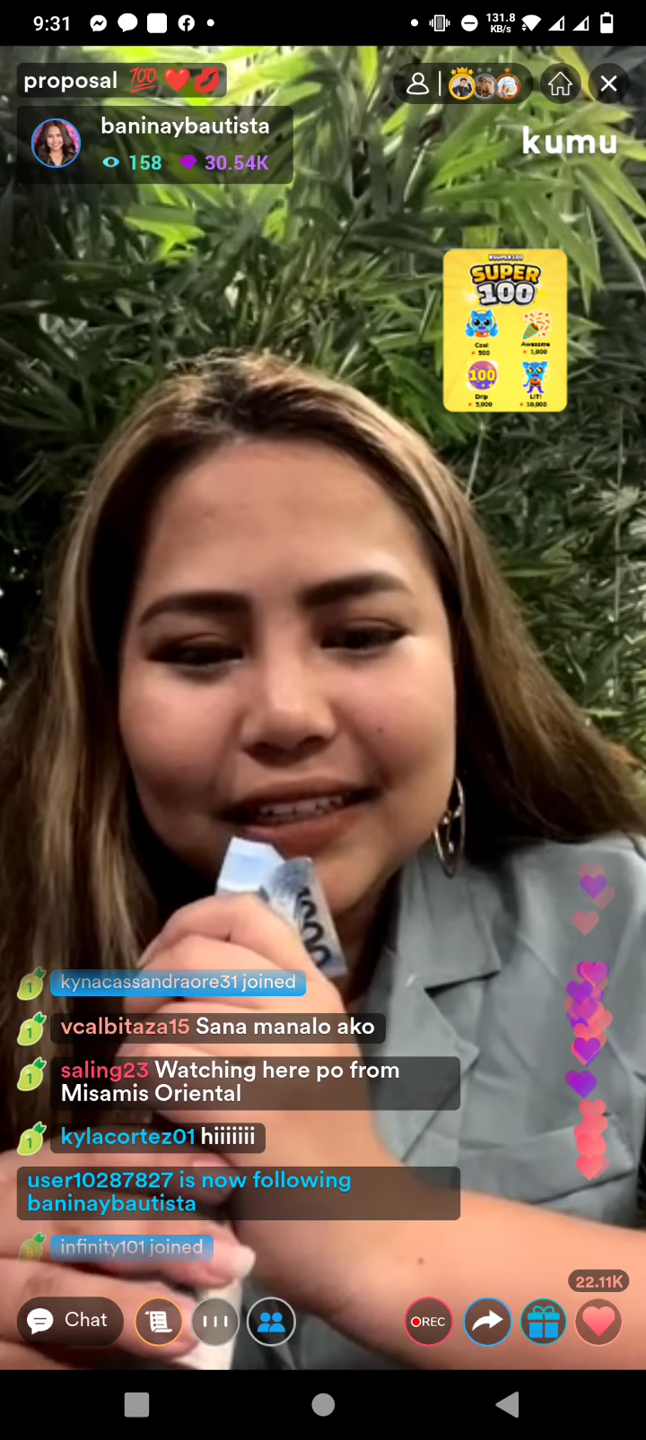 9:31
131.8
KB/s
proposal 💯❤️💋
baninaybautista
158 30.54K
kumu
#SUPER100
SUPER
100
Cool
500
Awesome
1,000
100
Drip
LIT!
10,000
1000
kynacassandraore31 joined
vcalbitaza15 Sana manalo ako
saling23 Watching here po from
Misamis Oriental
kylacortez01 hiiiiiii
user10287827 is now following
baninaybautista
infinity101 joined
22.11K
Chat
REC